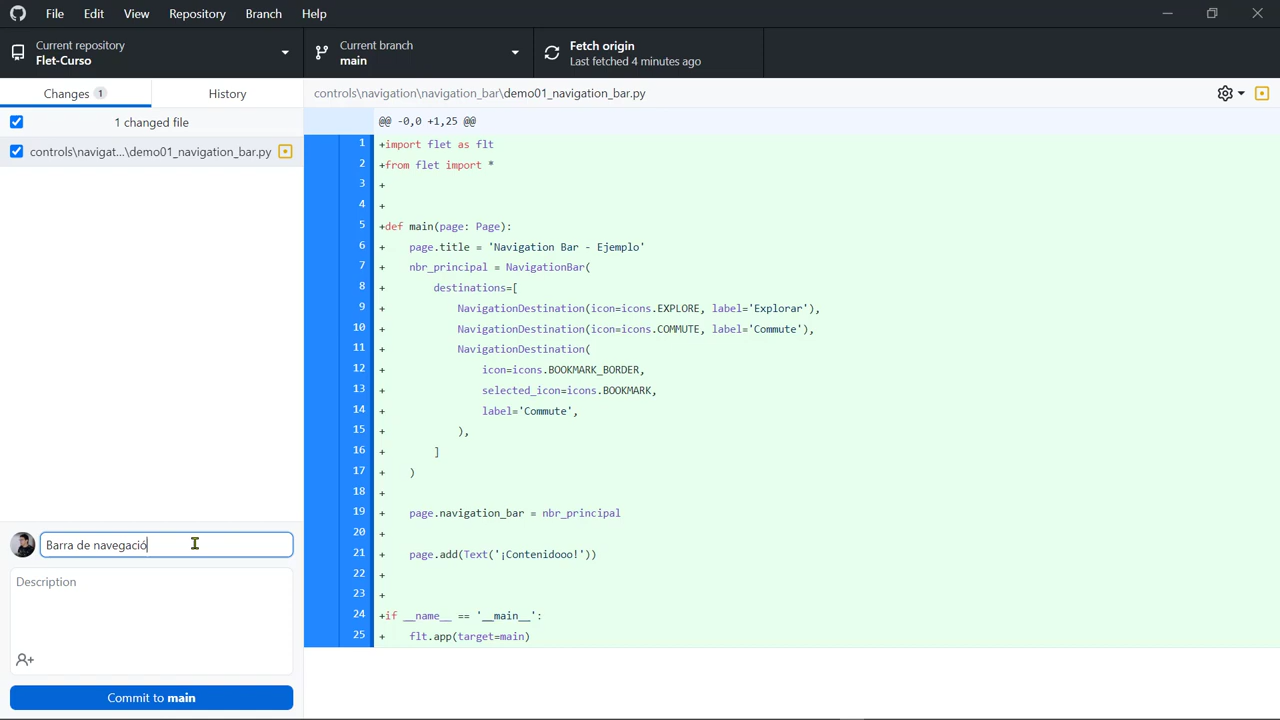 File Edit View Repository Branch Help
Current repository
Flet-Curso
Current branch
main
Fetch origin
Last fetched 4 minutes ago
Changes 1
History
controls\navigation\navigation_bar\demo01_navigation_bar.py
1 changed file
controls\navigat...\demo01_navigation_bar.py
@@ -0,0 +1,25 @@
1 +import flet as flt
2 +from flet import *
3 +
4 +
5 +def main(page: Page):
6 + page.title = 'Navigation Bar - Ejemplo'
7 + nbr_principal = NavigationBar(
8 + destinations=[
9 + NavigationDestination(icon=icons.EXPLORE, label='Explorar'),
10 + NavigationDestination(icon=icons.COMMUTE, label='Commute'),
11 + NavigationDestination(
12 + icon=icons.BOOKMARK_BORDER,
13 + selected_icon=icons.BOOKMARK,
14 + label='Commute',
15 + ),
16 + ]
17 + )
18 +
19 + page.navigation_bar = nbr_principal
20 +
21 + page.add(Text('¡Contenidooo!'))
22 +
23 +
24 +if __name__ == '__main__':
25 + flt.app(target=main)
Barra de navegació
Description
Commit to main